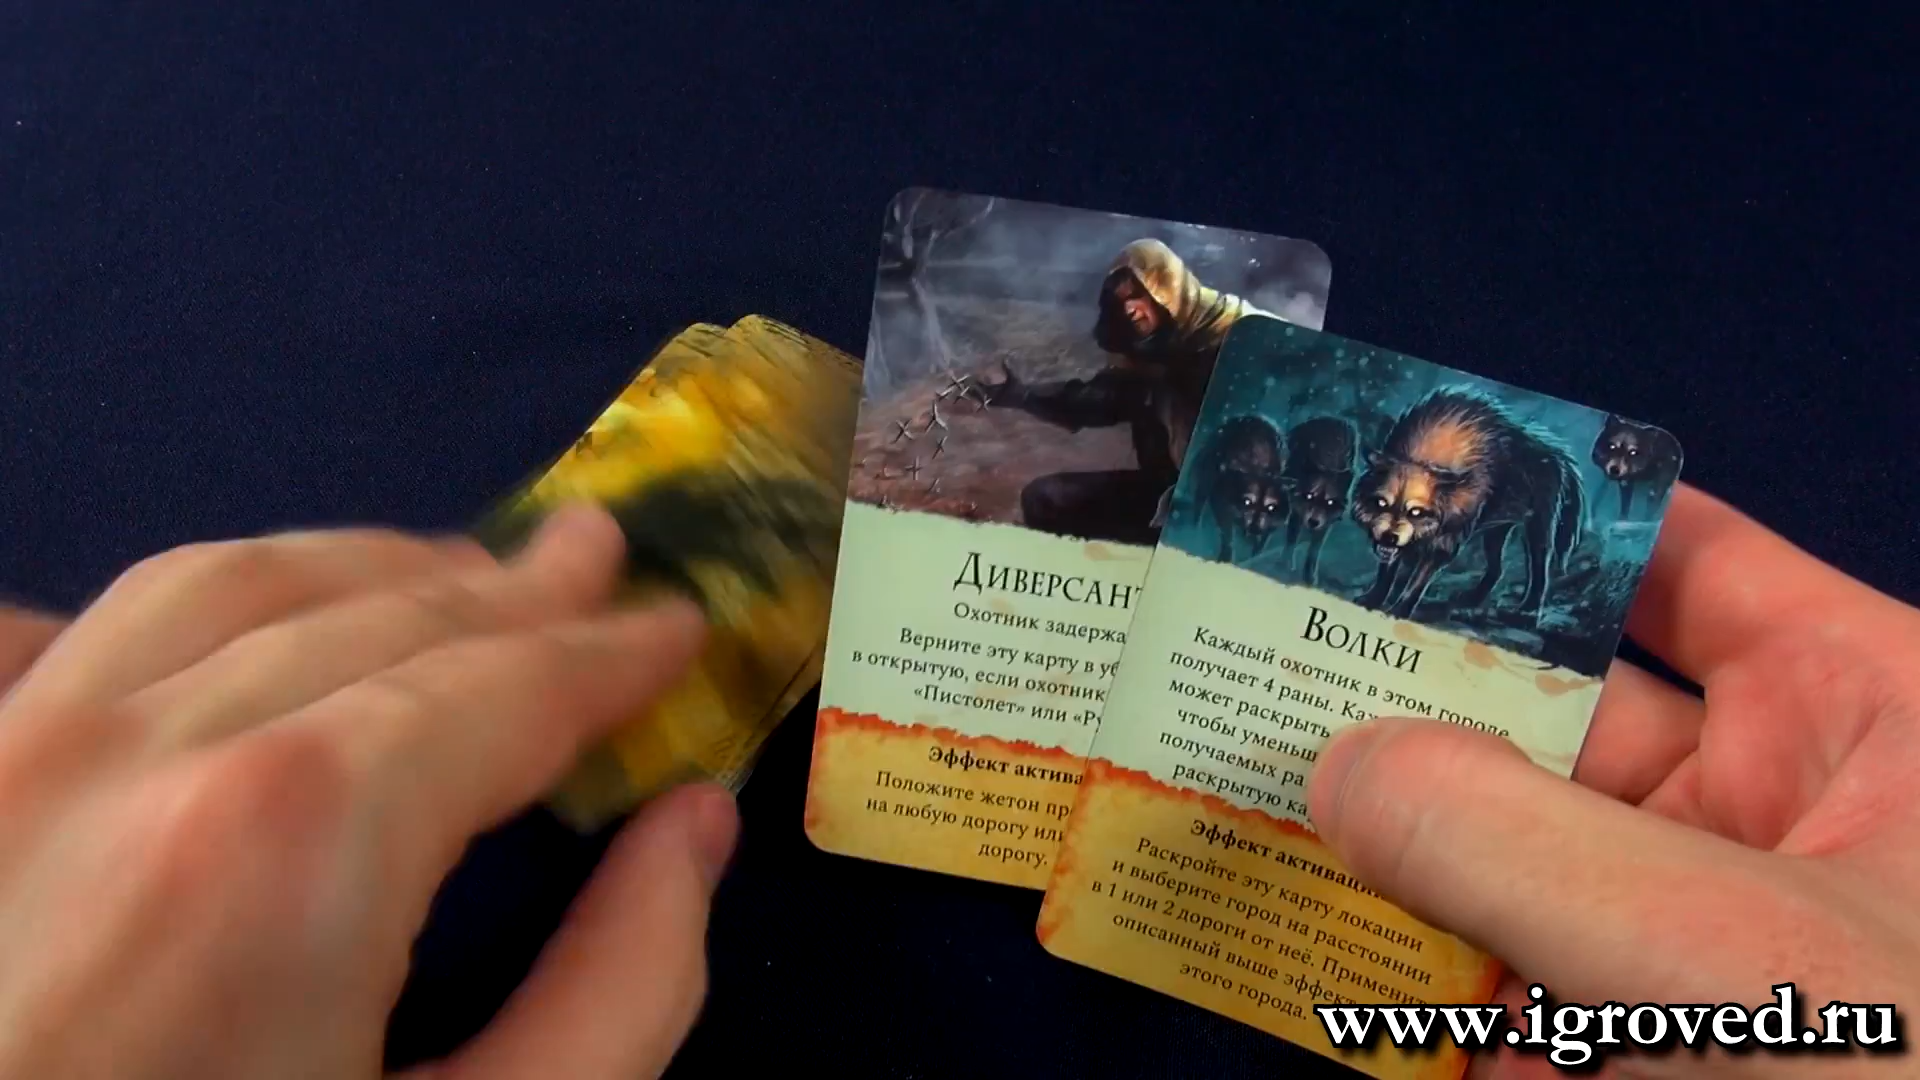 Диверсант
Охотник задержа
Верните эту карту в уб
в открытую, если охотник
«Пистолет» или «Ру
Эффект актива
Положите жетон пр
на любую дорогу или
дорогу.
Волки
Каждый охотник в этом городе
получает 4 раны. Ка
может раскрыть
чтобы уменьш
получаемых ра
раскрытую ка
Эффект активации
Раскройте эту карту локации
и выберите город на расстоянии
в 1 или 2 дороги от неё. Применит
описанный выше эффект
этого города.
www.igroved.ru